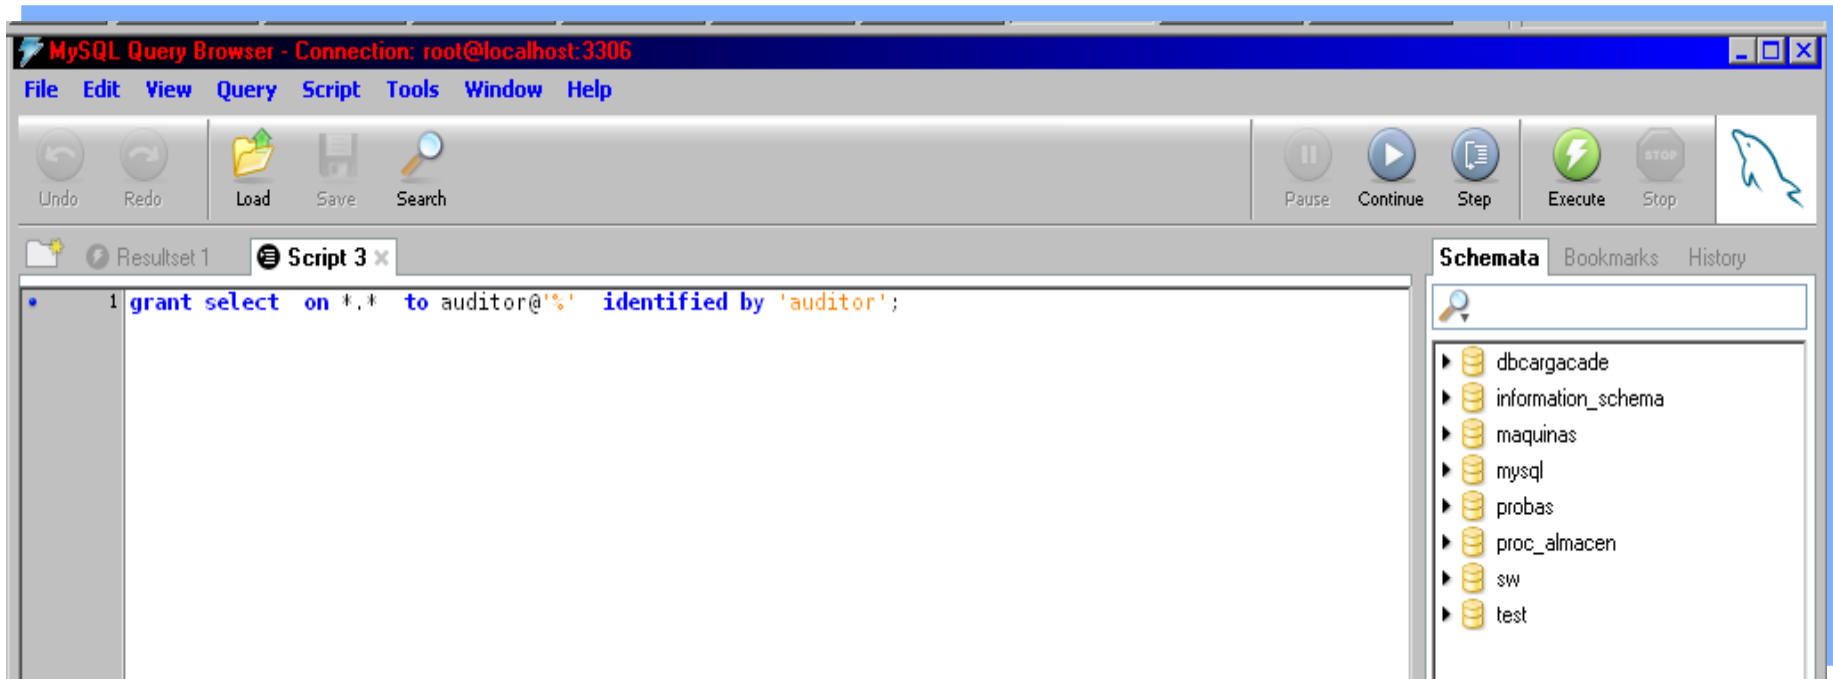 MySQL Query Browser - Connection: root@localhost:3306
File Edit View Query Script Tools Window Help
Undo Redo Load Save Search Pause Continue Step Execute STOP Stop
Resultset 1 Script 3 Schemata Bookmarks History
1 grant select on *.* to auditor@'%' identified by 'auditor';
dbcargacade
information_schema
maquinas
mysql
probas
proc_almacen
sw
test